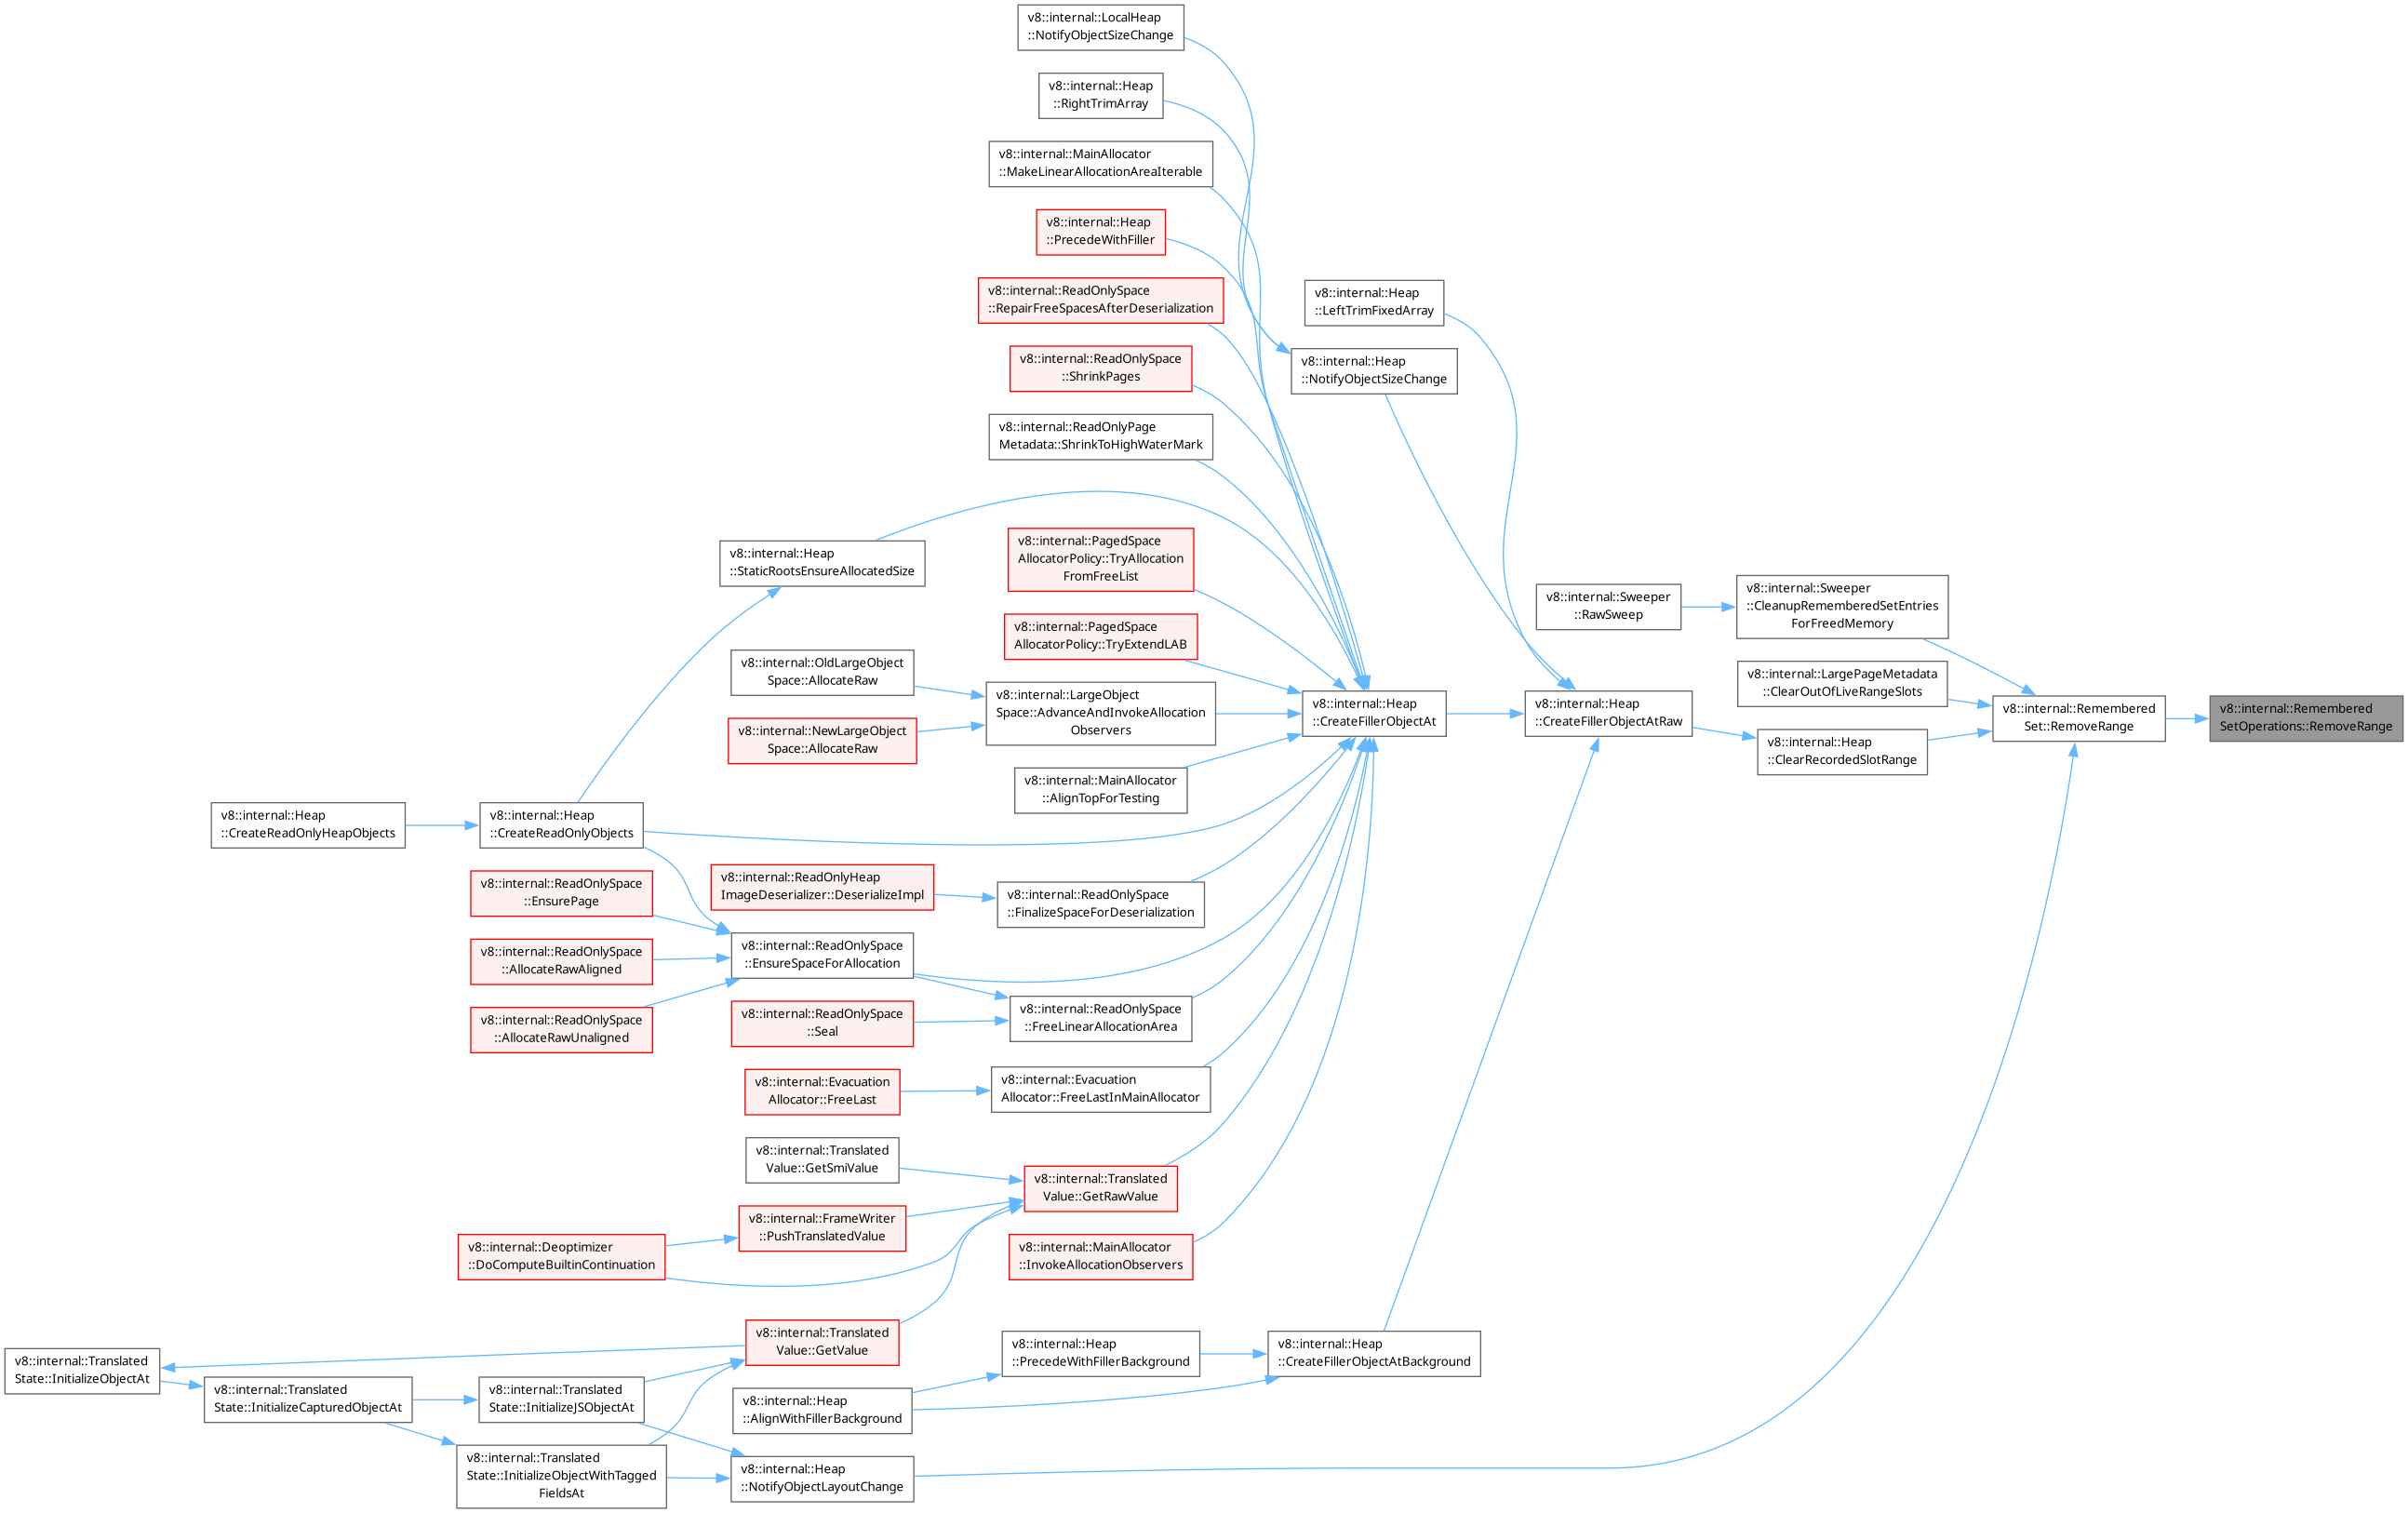 v8::internal::LocalHeap
::NotifyObjectSizeChange
v8::internal::Heap
::RightTrimArray
v8::internal::MainAllocator
::MakeLinearAllocationAreaIterable
v8::internal::Heap
::PrecedeWithFiller
v8::internal::ReadOnlySpace
::RepairFreeSpacesAfterDeserialization
v8::internal::Heap
::LeftTrimFixedArray
v8::internal::ReadOnlySpace
::ShrinkPages
v8::internal::Heap
::NotifyObjectSizeChange
v8::internal::ReadOnlyPage
Metadata::ShrinkToHighWaterMark
v8::internal::Heap
::StaticRootsEnsureAllocatedSize
v8::internal::PagedSpace
AllocatorPolicy::TryAllocation
FromFreeList
v8::internal::Sweeper
::RawSweep
v8::internal::Sweeper
::CleanupRememberedSetEntries
ForFreedMemory
v8::internal::PagedSpace
AllocatorPolicy::TryExtendLAB
v8::internal::OldLargeObject
Space::AllocateRaw
v8::internal::LargePageMetadata
::ClearOutOfLiveRangeSlots
v8::internal::NewLargeObject
Space::AllocateRaw
v8::internal::LargeObject
Space::AdvanceAndInvokeAllocation
Observers
v8::internal::Heap
::CreateFillerObjectAt
v8::internal::Heap
::CreateFillerObjectAtRaw
v8::internal::Remembered
Set::RemoveRange
v8::internal::Remembered
SetOperations::RemoveRange
v8::internal::Heap
::ClearRecordedSlotRange
v8::internal::MainAllocator
::AlignTopForTesting
v8::internal::Heap
::CreateReadOnlyHeapObjects
v8::internal::Heap
::CreateReadOnlyObjects
v8::internal::ReadOnlySpace
::EnsurePage
v8::internal::ReadOnlyHeap
ImageDeserializer::DeserializeImpl
v8::internal::ReadOnlySpace
::FinalizeSpaceForDeserialization
v8::internal::ReadOnlySpace
::AllocateRawAligned
v8::internal::ReadOnlySpace
::EnsureSpaceForAllocation
v8::internal::ReadOnlySpace
::AllocateRawUnaligned
v8::internal::ReadOnlySpace
::Seal
v8::internal::ReadOnlySpace
::FreeLinearAllocationArea
v8::internal::Evacuation
Allocator::FreeLast
v8::internal::Evacuation
Allocator::FreeLastInMainAllocator
v8::internal::Translated
Value::GetSmiValue
v8::internal::Translated
Value::GetRawValue
v8::internal::FrameWriter
::PushTranslatedValue
v8::internal::Deoptimizer
::DoComputeBuiltinContinuation
v8::internal::MainAllocator
::InvokeAllocationObservers
v8::internal::Translated
Value::GetValue
v8::internal::Heap
::PrecedeWithFillerBackground
v8::internal::Heap
::CreateFillerObjectAtBackground
v8::internal::Translated
State::InitializeObjectAt
v8::internal::Translated
State::InitializeCapturedObjectAt
v8::internal::Translated
State::InitializeJSObjectAt
v8::internal::Heap
::AlignWithFillerBackground
v8::internal::Translated
State::InitializeObjectWithTagged
FieldsAt
v8::internal::Heap
::NotifyObjectLayoutChange